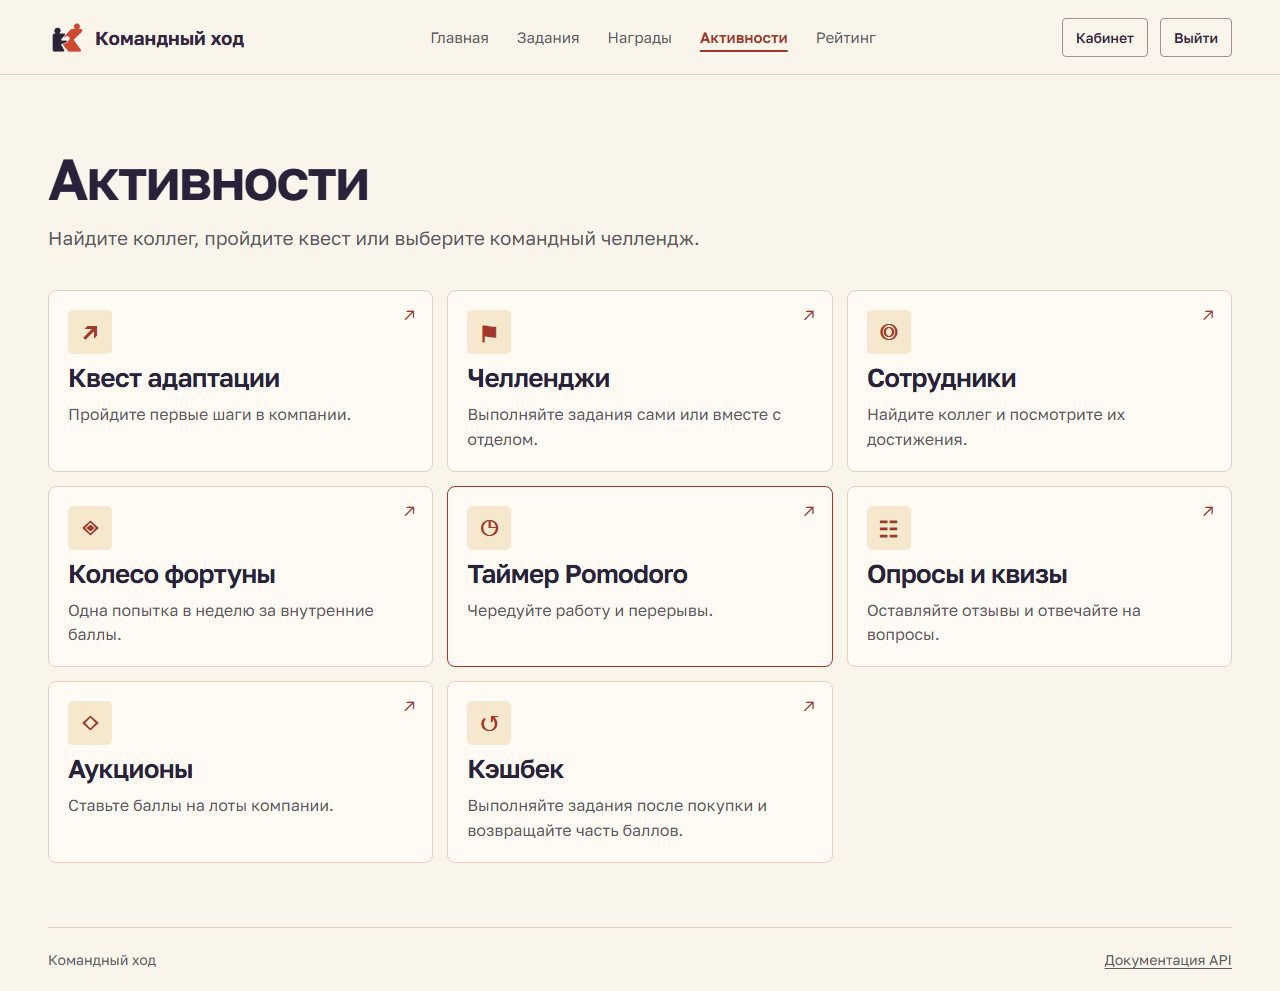 Командный ход
Главная Задания Награды Активности Рейтинг
Кабинет Выйти
Активности
Найдите коллег, пройдите квест или выберите командный челлендж.
Квест адаптации
Пройдите первые шаги в компании.
Челленджи
Выполняйте задания сами или вместе с
отделом.
Сотрудники
Найдите коллег и посмотрите их
достижения.
Колесо фортуны
Одна попытка в неделю за внутренние
баллы.
Таймер Pomodoro
Чередуйте работу и перерывы.
Опросы и квизы
Оставляйте отзывы и отвечайте на
вопросы.
Аукционы
Ставьте баллы на лоты компании.
Кэшбек
Выполняйте задания после покупки и
возвращайте часть баллов.
Командный ход
Документация API